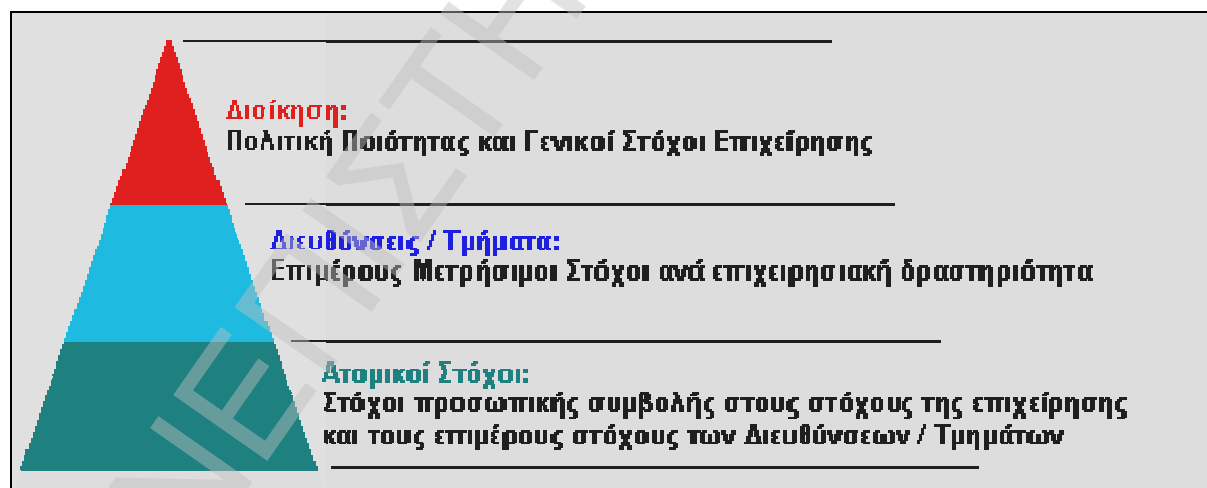 Διοίκηση:
Πολιτική Ποιότητας και Γενικοί Στόχοι Επιχείρησης
Διευθύνσεις / Τμήματα:
Επιμέρους Μετρήσιμοι Στόχοι ανά επιχειρησιακή δραστηριότητα
Ατομικοί Στόχοι:
Στόχοι προσωπικής συμβολής στους στόχους της επιχείρησης
και τους επιμέρους στόχους των Διευθύνσεων / Τμημάτων
ΝΕΠΙΣΤΗ